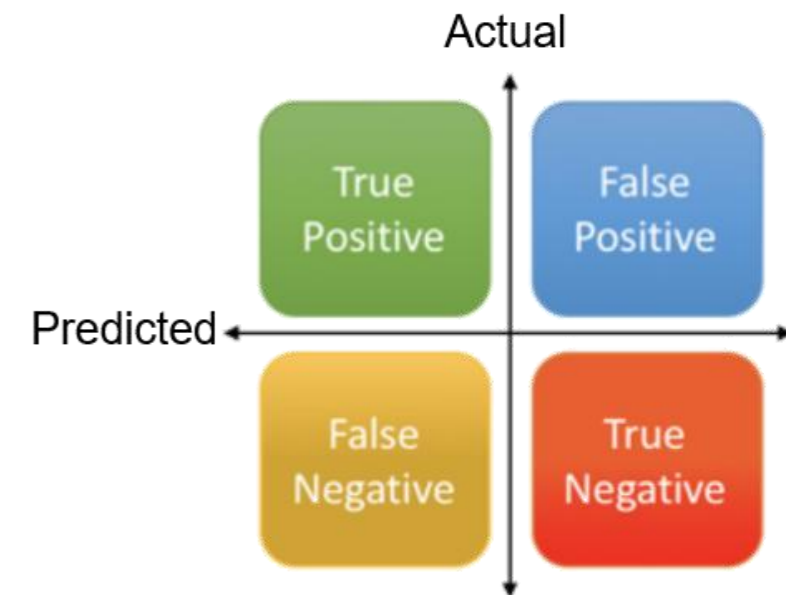 Actual
True
Positive
False
Positive
Predicted
False
Negative
True
Negative